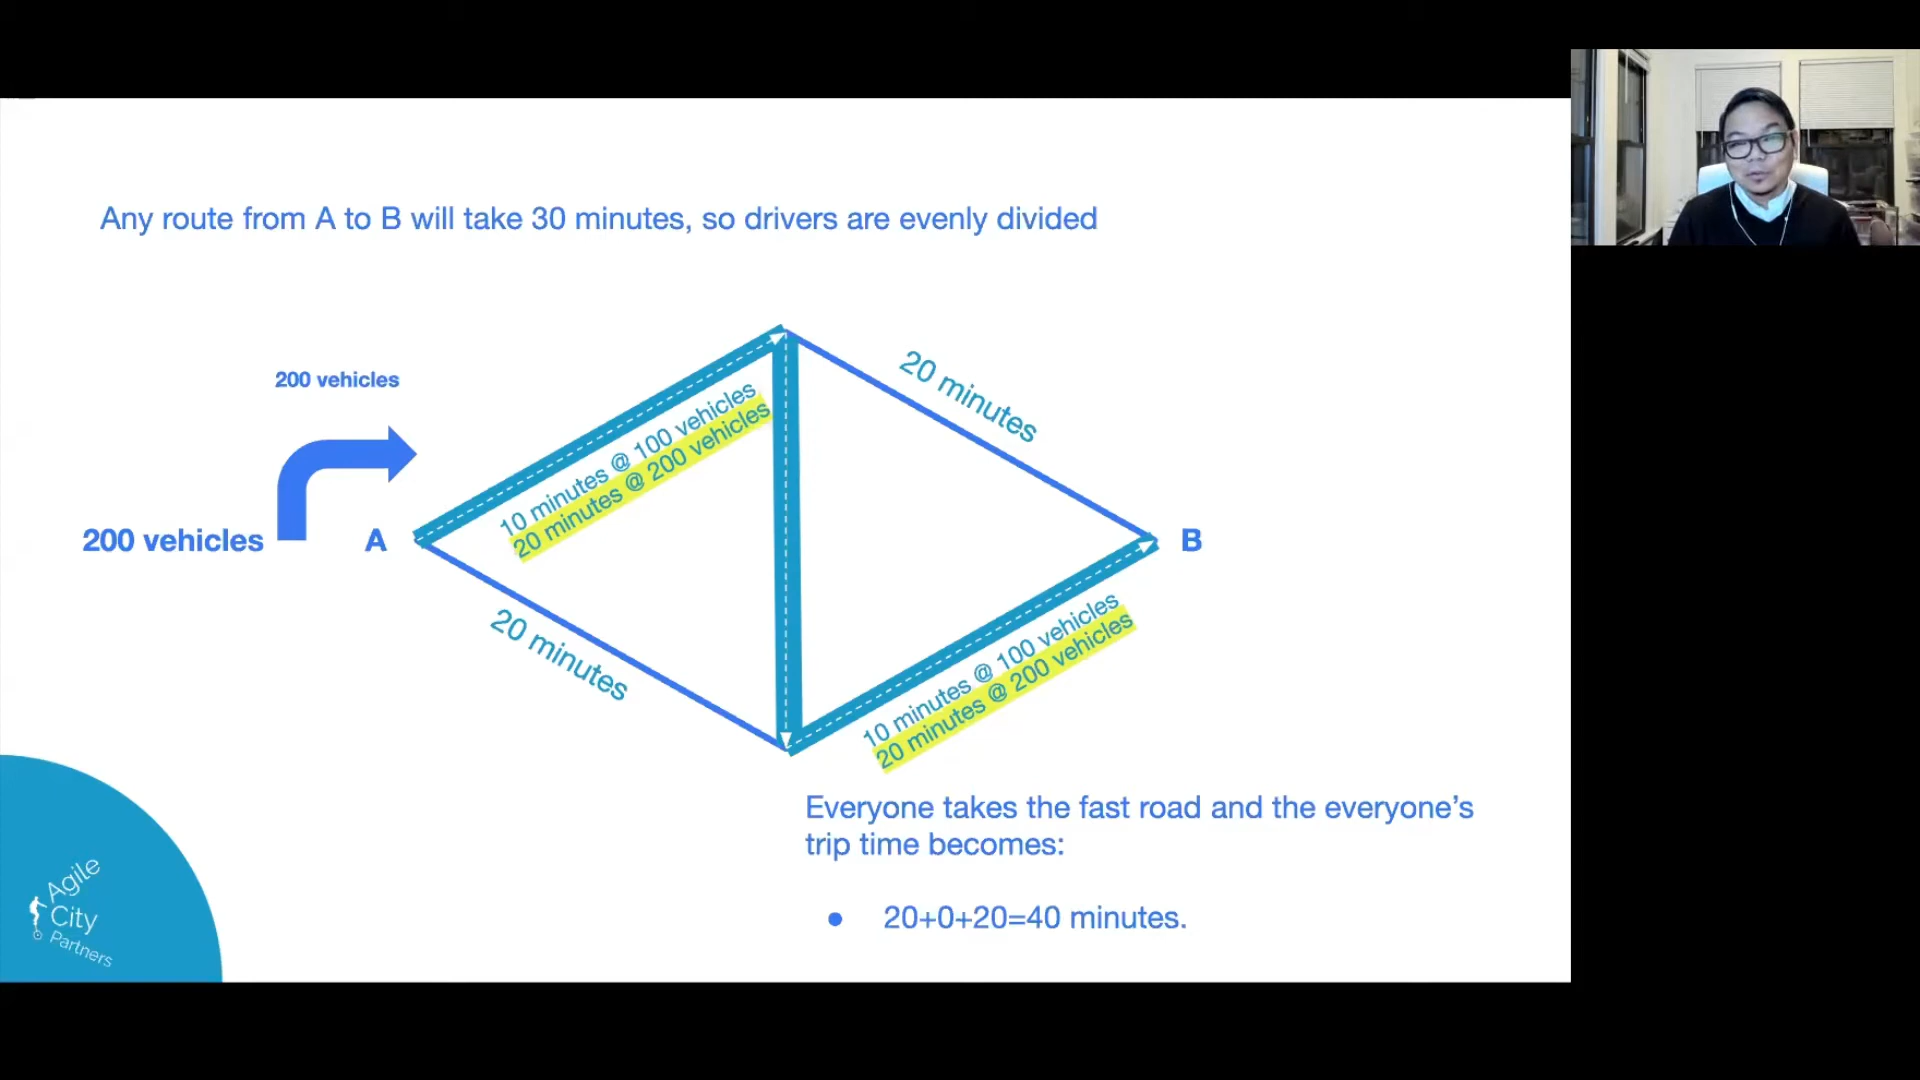 Any route from A to B will take 30 minutes, so drivers are evenly divided
200 vehicles
20 minutes
10 minutes @ 100 vehicles
20 minutes @ 200 vehicles
200 vehicles
A
B
20 minutes
10 minutes @ 100 vehicles
20 minutes @ 200 vehicles
Everyone takes the fast road and the everyone's
trip time becomes:
● 20+0+20=40 minutes.
Agile
City
Partners